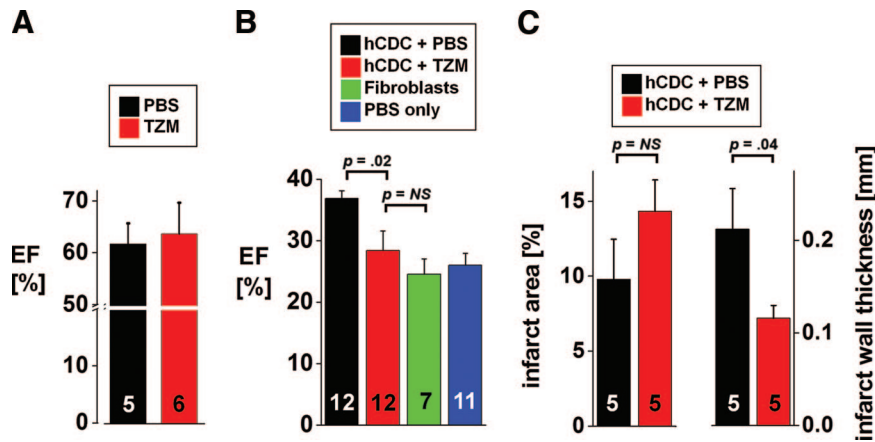 A
PBS
TZM
EF
[%]
70
60
50
10
0
5
6
B
hCDC + PBS
hCDC + TZM
Fibroblasts
PBS only
p = .02
p = NS
EF
[%]
40
30
20
10
0
12
12
7
11
C
hCDC + PBS
hCDC + TZM
p = NS
p = .04
infarct area [%]
15
10
5
0
5
5
5
5
0.2
0.1
0.0
infarct wall thickness [mm]